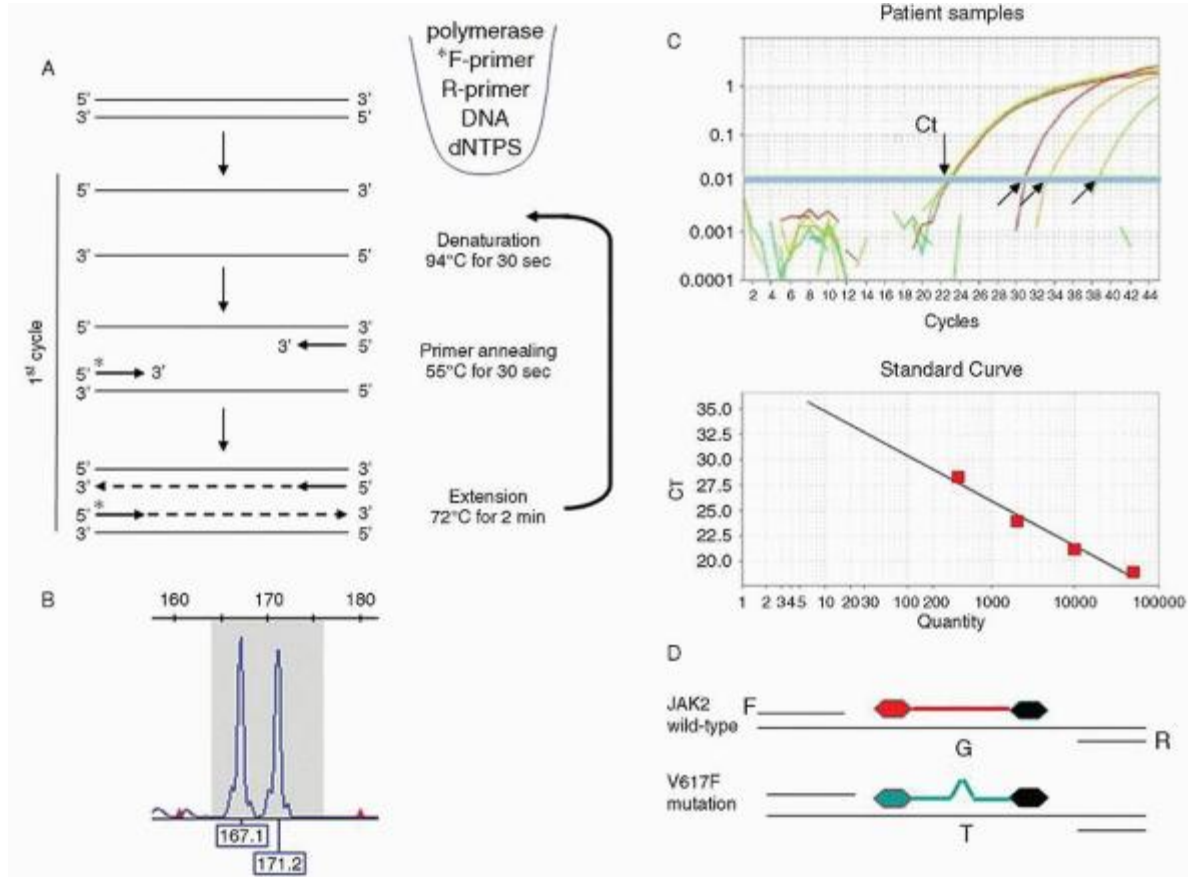 A
polymerase
*F-primer
R-primer
DNA
dNTPS
5' 3'
3' 5'
1st cycle
5' 3'
3' 5'
Denaturation
94°C for 30 sec
5' 3'
3' 5'
5' * 3'
3' 5'
Primer annealing
55°C for 30 sec
5' 3'
3' 5'
5' * 3'
3' 5'
Extension
72°C for 2 min
B
160 170 180
167.1
171.2
C
Patient samples
Ct
1
0.1
0.01
0.001
0.0001
2 4 6 8 10 12 14 16 18 20 22 24 26 28 30 32 34 36 38 40 42 44
Cycles
Standard Curve
CT
35.0
32.5
30.0
27.5
25.0
22.5
20.0
1 2 3 4 5 10 20 30 100 200 1000 10000 100000
Quantity
D
JAK2
wild-type
F
G
R
V617F
mutation
T